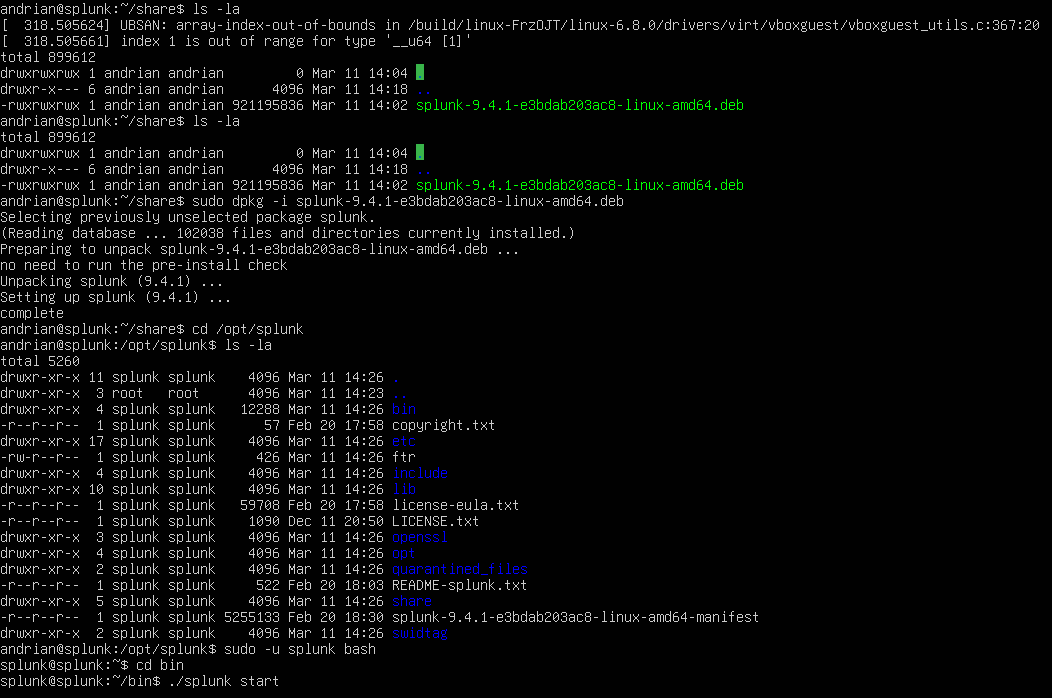 andrian@splunk:~/share$ ls -la
[  318.505624] UBSAN: array-index-out-of-bounds in /build/linux-FrzOJT/linux-6.8.0/drivers/virt/vboxguest/vboxguest_utils.c:367:20
[  318.505661] index 1 is out of range for type '__u64 [1]'
total 899612
drwxrwxrwx 1 andrian andrian         0 Mar 11 14:04 .
drwxr-x--- 6 andrian andrian      4096 Mar 11 14:18 ..
-rwxrwxrwx 1 andrian andrian 921195836 Mar 11 14:02 splunk-9.4.1-e3bdab203ac8-linux-amd64.deb
andrian@splunk:~/share$ ls -la
total 899612
drwxrwxrwx 1 andrian andrian         0 Mar 11 14:04 .
drwxr-x--- 6 andrian andrian      4096 Mar 11 14:18 ..
-rwxrwxrwx 1 andrian andrian 921195836 Mar 11 14:02 splunk-9.4.1-e3bdab203ac8-linux-amd64.deb
andrian@splunk:~/share$ sudo dpkg -i splunk-9.4.1-e3bdab203ac8-linux-amd64.deb
Selecting previously unselected package splunk.
(Reading database ... 102038 files and directories currently installed.)
Preparing to unpack splunk-9.4.1-e3bdab203ac8-linux-amd64.deb ...
no need to run the pre-install check
Unpacking splunk (9.4.1) ...
Setting up splunk (9.4.1) ...
complete
andrian@splunk:~/share$ cd /opt/splunk
andrian@splunk:/opt/splunk$ ls -la
total 5260
drwxr-xr-x 11 splunk splunk    4096 Mar 11 14:26 .
drwxr-xr-x  3 root   root      4096 Mar 11 14:23 ..
drwxr-xr-x  4 splunk splunk   12288 Mar 11 14:26 bin
-r--r--r--  1 splunk splunk      57 Feb 20 17:58 copyright.txt
drwxr-xr-x 17 splunk splunk    4096 Mar 11 14:26 etc
-rw-r--r--  1 splunk splunk     426 Mar 11 14:26 ftr
drwxr-xr-x  4 splunk splunk    4096 Mar 11 14:26 include
drwxr-xr-x 10 splunk splunk    4096 Mar 11 14:26 lib
-r--r--r--  1 splunk splunk   59708 Feb 20 17:58 license-eula.txt
-r--r--r--  1 splunk splunk    1090 Dec 11 20:50 LICENSE.txt
drwxr-xr-x  3 splunk splunk    4096 Mar 11 14:26 openssl
drwxr-xr-x  4 splunk splunk    4096 Mar 11 14:26 opt
drwxr-xr-x  2 splunk splunk    4096 Mar 11 14:26 quarantined_files
-r--r--r--  1 splunk splunk     522 Feb 20 18:03 README-splunk.txt
drwxr-xr-x  5 splunk splunk    4096 Mar 11 14:26 share
-r--r--r--  1 splunk splunk 5255133 Feb 20 18:30 splunk-9.4.1-e3bdab203ac8-linux-amd64-manifest
drwxr-xr-x  2 splunk splunk    4096 Mar 11 14:26 swidtag
andrian@splunk:/opt/splunk$ sudo -u splunk bash
splunk@splunk:~$ cd bin
splunk@splunk:~/bin$ ./splunk start